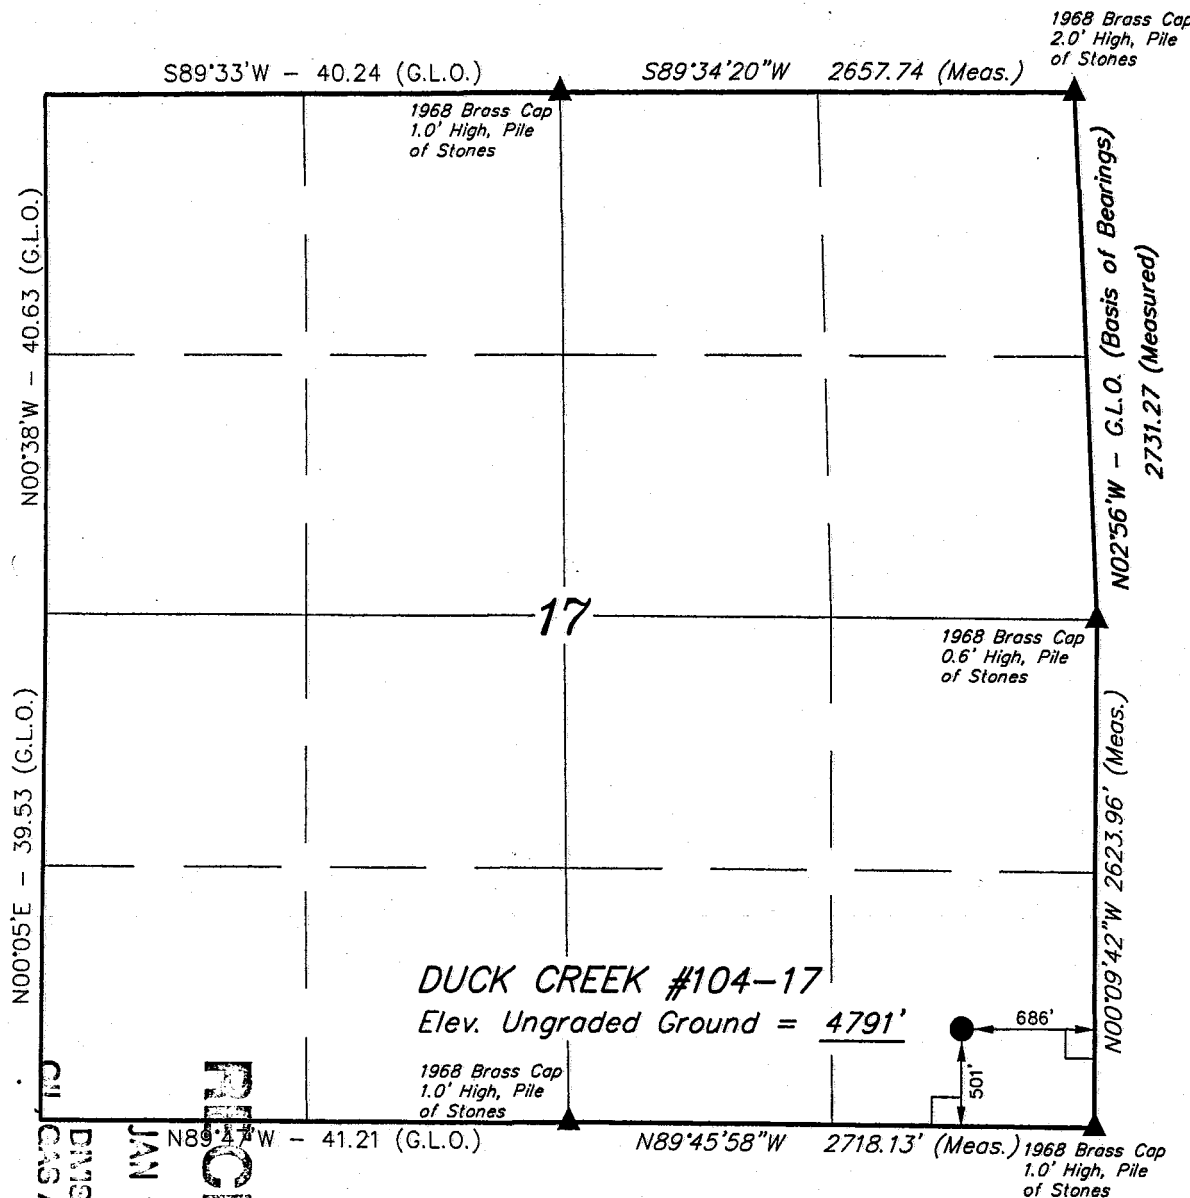 1968 Brass Cap
2.0' High, Pile
of Stones
S89°33'W – 40.24 (G.L.O.)
S89°34'20"W 2657.74 (Meas.)
1968 Brass Cap
1.0' High, Pile
of Stones
N00°38'W – 40.63 (G.L.O.)
N02°56'W – G.L.O. (Basis of Bearings)
2731.27 (Measured)
17
1968 Brass Cap
0.6' High, Pile
of Stones
N00°05'E – 39.53 (G.L.O.)
N00°09'42"W 2623.96' (Meas.)
DUCK CREEK #104–17
Elev. Ungraded Ground = 4791'
686'
501'
1968 Brass Cap
1.0' High, Pile
of Stones
N89°47'W – 41.21 (G.L.O.)
N89°45'58"W 2718.13' (Meas.)
1968 Brass Cap
1.0' High, Pile
of Stones
JAN